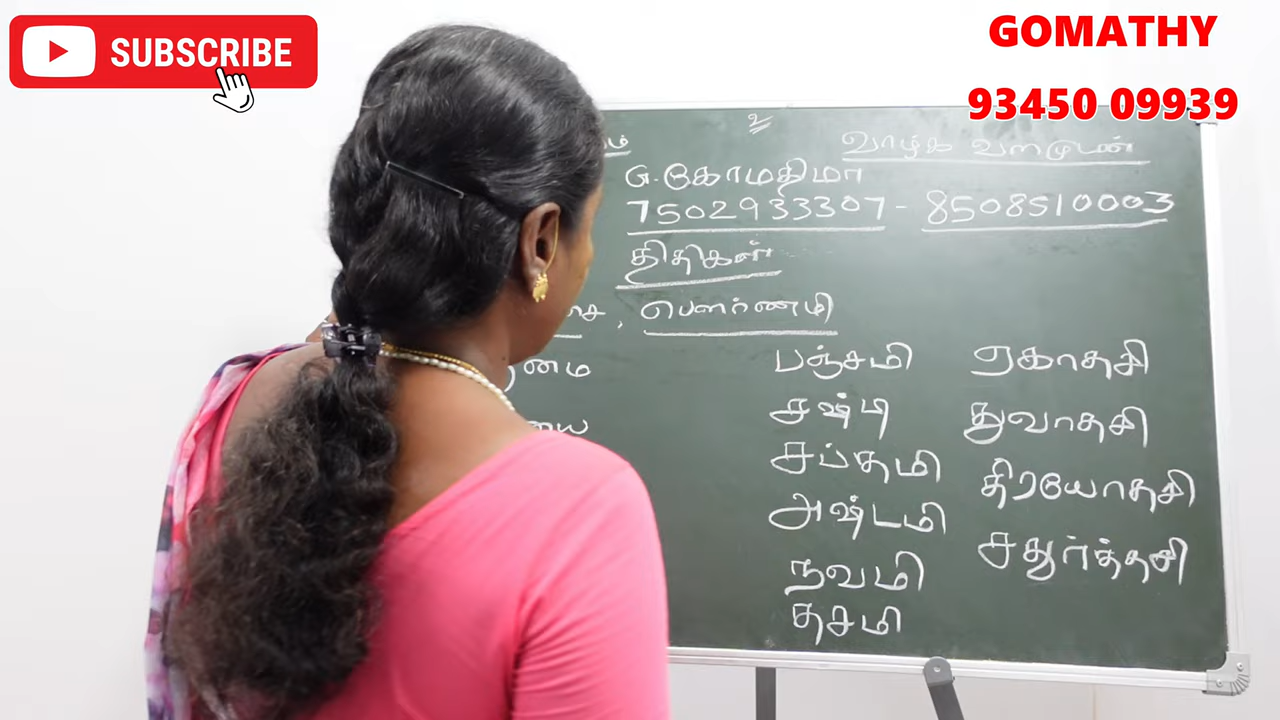 SUBSCRIBE
GOMATHY
93450 09939
உ
வாழ்க வளமுடன்
G.கோமதிமா
7502933307 - 8508510003
திதிகள்
, பௌர்ணமி
பஞ்சமி
சஷ்டி
சப்தமி
அஷ்டமி
நவமி
தசமி
ஏகாதசி
துவாதசி
திரயோதசி
சதுர்த்தசி